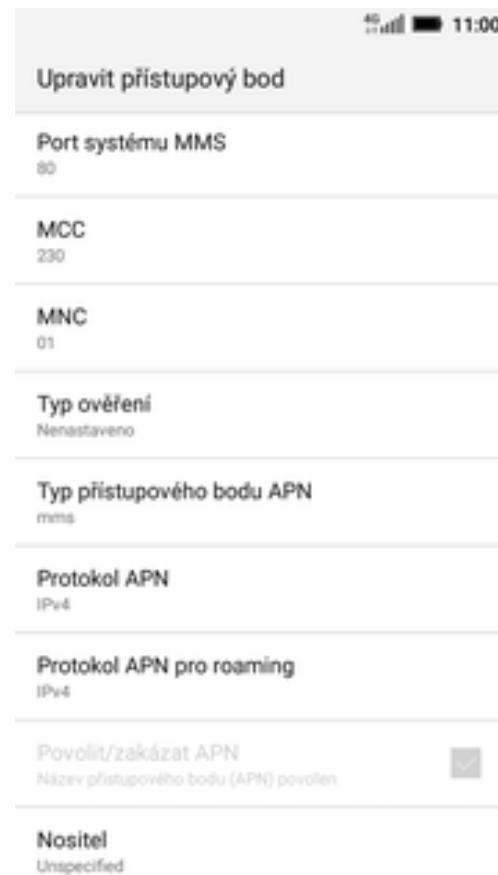 4G 11:00
Upravit přístupový bod
Port systému MMS
80
MCC
230
MNC
01
Typ ověření
Nenastaveno
Typ přístupového bodu APN
mms
Protokol APN
IPv4
Protokol APN pro roaming
IPv4
Povolit/zakázat APN
Název přístupového bodu (APN) povolen
Nositel
Unspecified